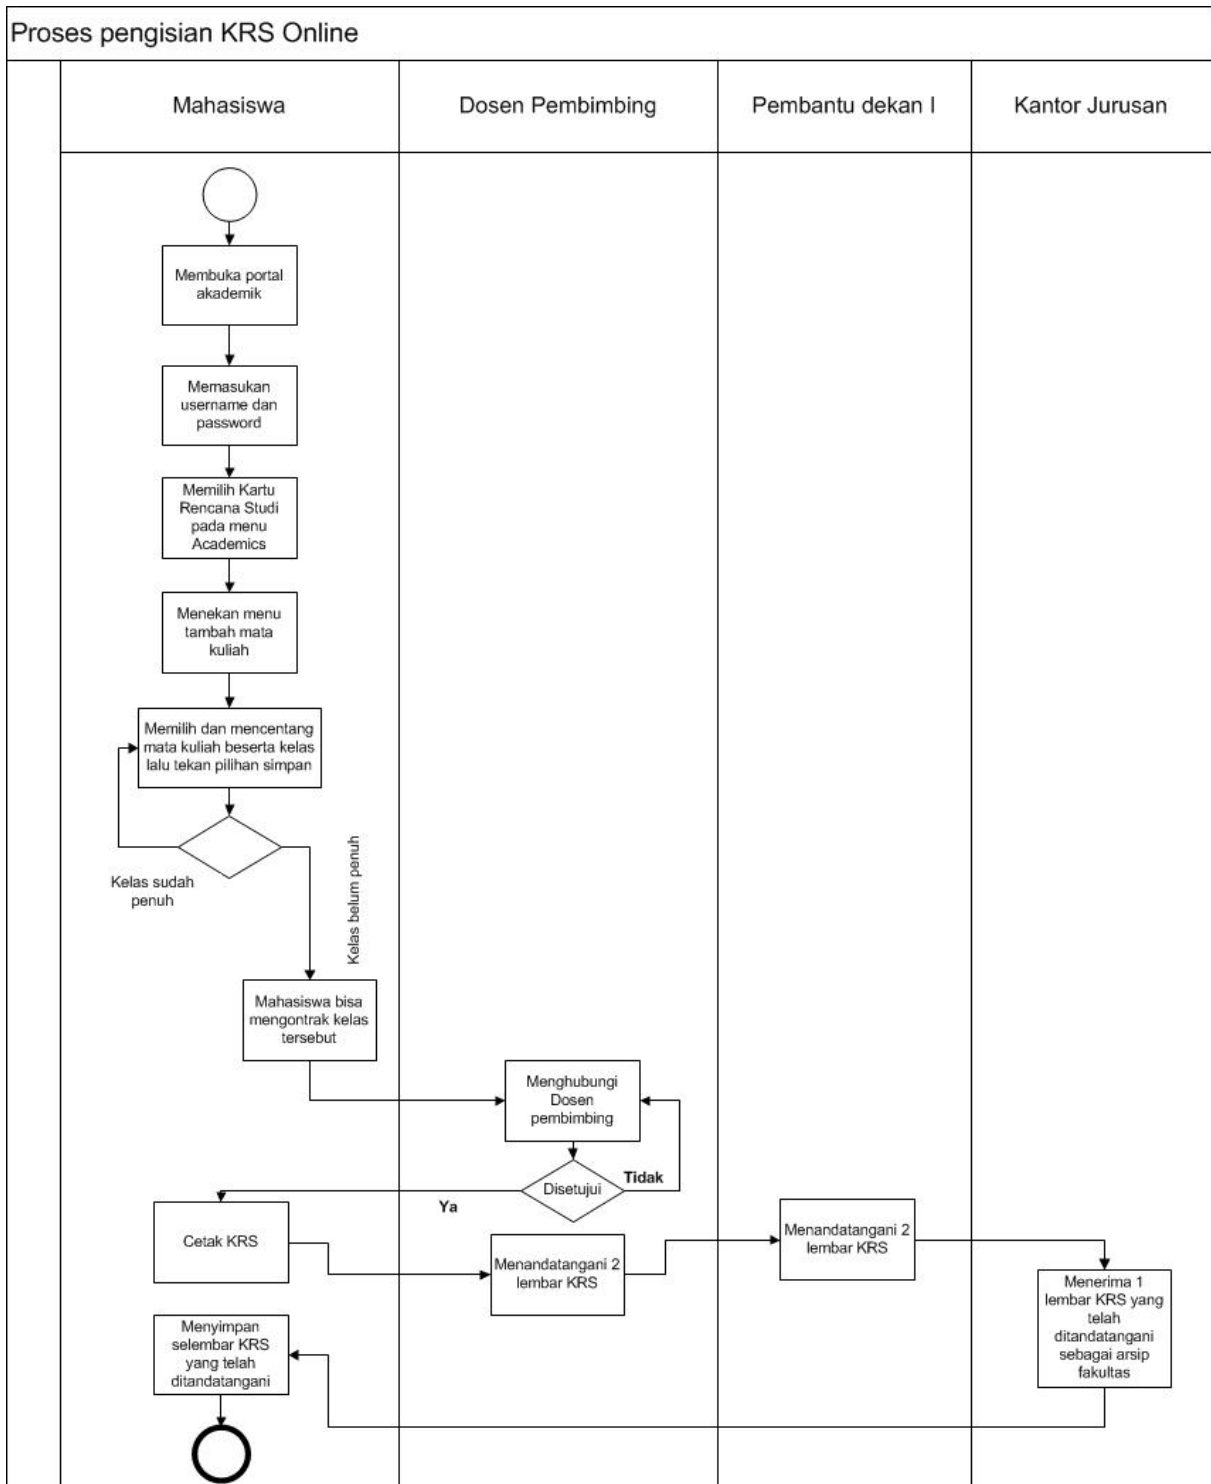 Proses pengisian KRS Online
Mahasiswa
Dosen Pembimbing
Pembantu dekan I
Kantor Jurusan
Membuka portal
akademik
Memasukan
username dan
password
Memilih Kartu
Rencana Studi
pada menu
Academics
Menekan menu
tambah mata
kuliah
Memilih dan mencentang
mata kuliah beserta kelas
lalu tekan pilihan simpan
Kelas sudah
penuh
Kelas belum penuh
Mahasiswa bisa
mengontrak kelas
tersebut
Menghubungi
Dosen
pembimbing
Disetujui
Tidak
Ya
Cetak KRS
Menandatangani 2
lembar KRS
Menandatangani 2
lembar KRS
Menerima 1
lembar KRS yang
telah
ditandatangani
sebagai arsip
fakultas
Menyimpan
selembar KRS
yang telah
ditandatangani